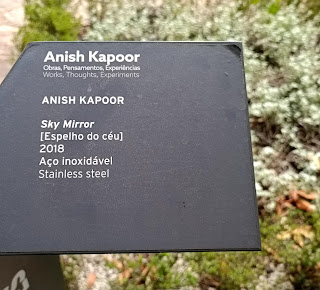 Anish Kapoor
Obras, Pensamentos, Experiências
Works, Thoughts, Experiments
ANISH KAPOOR
Sky Mirror
[Espelho do céu]
2018
Aço inoxidável
Stainless steel